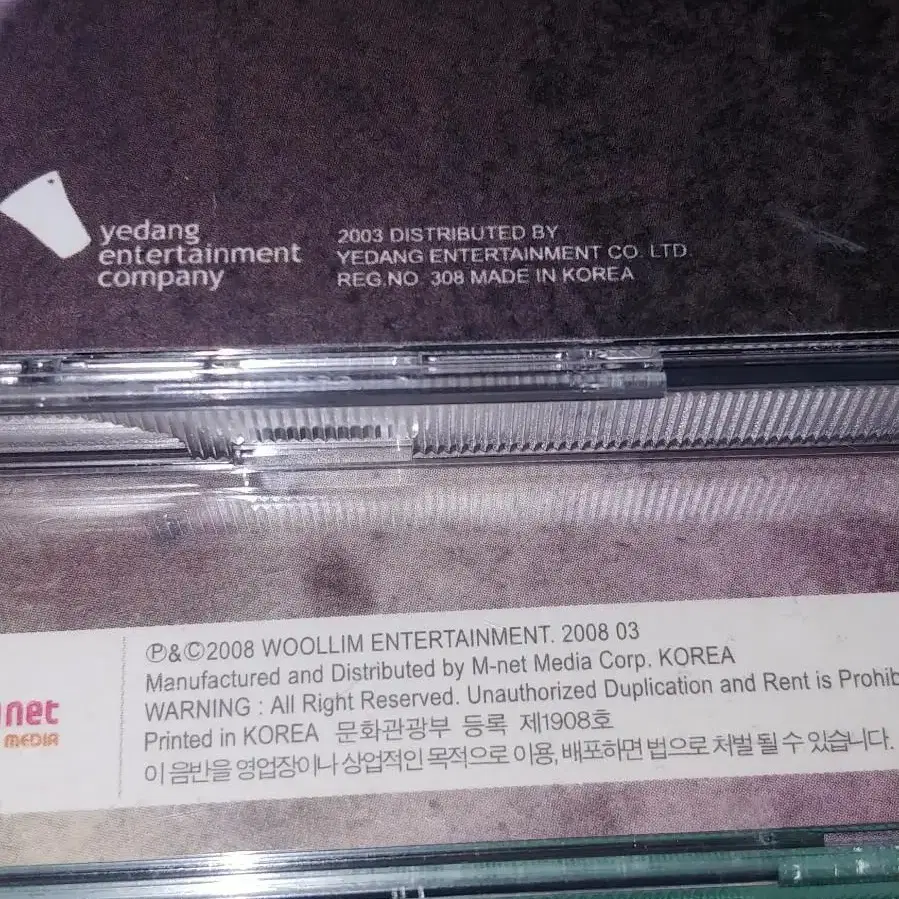 yedang
entertainment
company
2003 DISTRIBUTED BY
YEDANG ENTERTAINMENT CO. LTD
REG.NO. 308 MADE IN KOREA
net
MEDIA
Ⓟ&Ⓒ2008 WOOLLIM ENTERTAINMENT. 2008 03
Manufactured and Distributed by M-net Media Corp. KOREA
WARNING : All Right Reserved. Unauthorized Duplication and Rent is Prohib
Printed in KOREA 문화관광부 등록 제1908호
이 음반을 영업장이나 상업적인 목적으로 이용, 배포하면 법으로 처벌 될 수 있습니다.